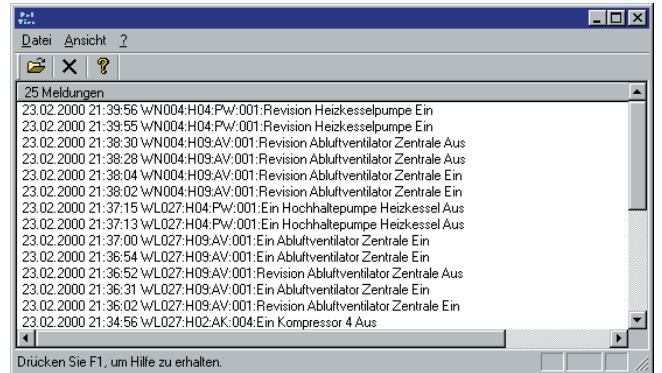 Datei Ansicht ?
25 Meldungen
23.02.2000 21:39:56 WN004:H04:PW:001:Revision Heizkesselpumpe Ein
23.02.2000 21:39:55 WN004:H04:PW:001:Revision Heizkesselpumpe Ein
23.02.2000 21:38:30 WN004:H09:AV:001:Revision Abluftventilator Zentrale Aus
23.02.2000 21:38:28 WN004:H09:AV:001:Revision Abluftventilator Zentrale Aus
23.02.2000 21:38:04 WN004:H09:AV:001:Revision Abluftventilator Zentrale Ein
23.02.2000 21:38:02 WN004:H09:AV:001:Revision Abluftventilator Zentrale Ein
23.02.2000 21:37:15 WL027:H04:PW:001:Ein Hochhaltepumpe Heizkessel Aus
23.02.2000 21:37:13 WL027:H04:PW:001:Ein Hochhaltepumpe Heizkessel Aus
23.02.2000 21:37:00 WL027:H09:AV:001:Ein Abluftventilator Zentrale Ein
23.02.2000 21:36:54 WL027:H09:AV:001:Ein Abluftventilator Zentrale Ein
23.02.2000 21:36:52 WL027:H09:AV:001:Revision Abluftventilator Zentrale Aus
23.02.2000 21:36:31 WL027:H09:AV:001:Ein Abluftventilator Zentrale Ein
23.02.2000 21:36:02 WL027:H09:AV:001:Revision Abluftventilator Zentrale Ein
23.02.2000 21:34:56 WL027:H02:AK:004:Ein Kompressor 4 Aus
Drücken Sie F1, um Hilfe zu erhalten.